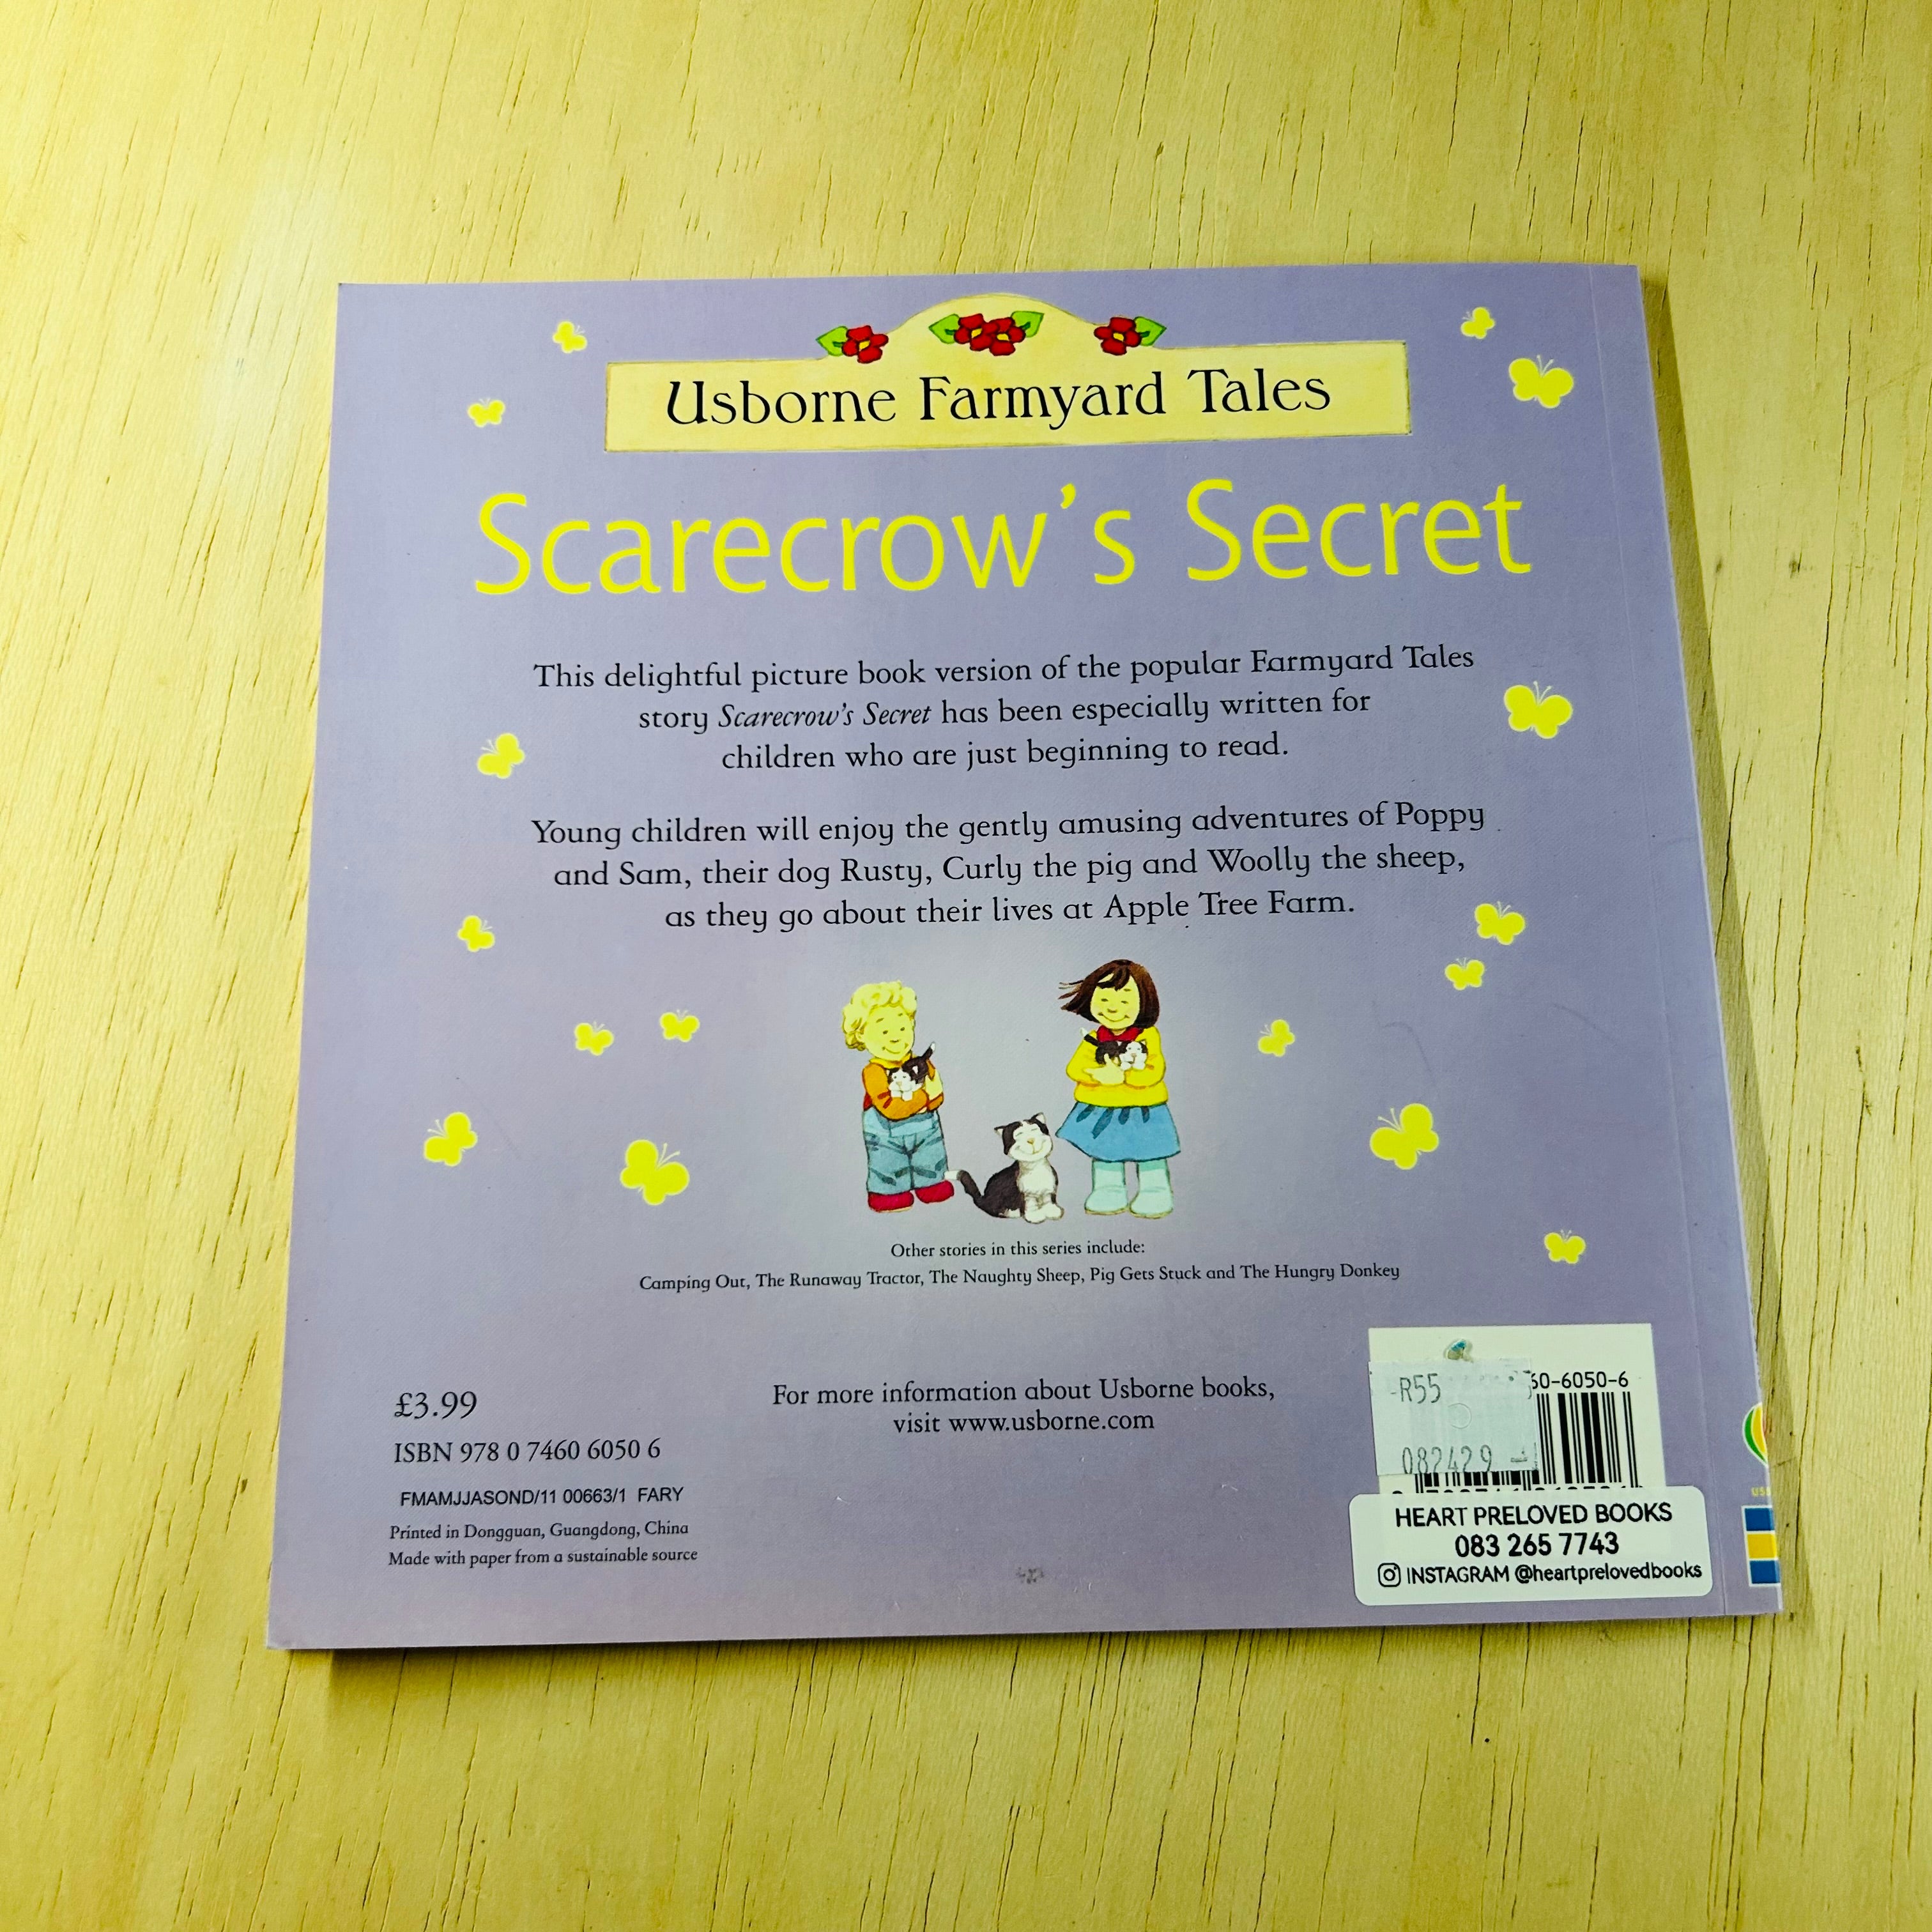 Usborne Farmyard Tales
Scarecrow's Secret
This delightful picture book version of the popular Farmyard Tales
story Scarecrow's Secret has been especially written for
children who are just beginning to read.
Young children will enjoy the gently amusing adventures of Poppy
and Sam, their dog Rusty, Curly the pig and Woolly the sheep,
as they go about their lives at Apple Tree Farm.
Other stories in this series include:
Camping Out, The Runaway Tractor, The Naughty Sheep, Pig Gets Stuck and The Hungry Donkey
For more information about Usborne books,
visit www.usborne.com
£3.99
ISBN 978 0 7460 6050 6
FMAMJJASOND/11 00663/1 FARY
Printed in Dongguan, Guangdong, China
Made with paper from a sustainable source
60-6050-6
R55
082429
HEART PRELOVED BOOKS
083 265 7743
INSTAGRAM @heartprelovedbooks